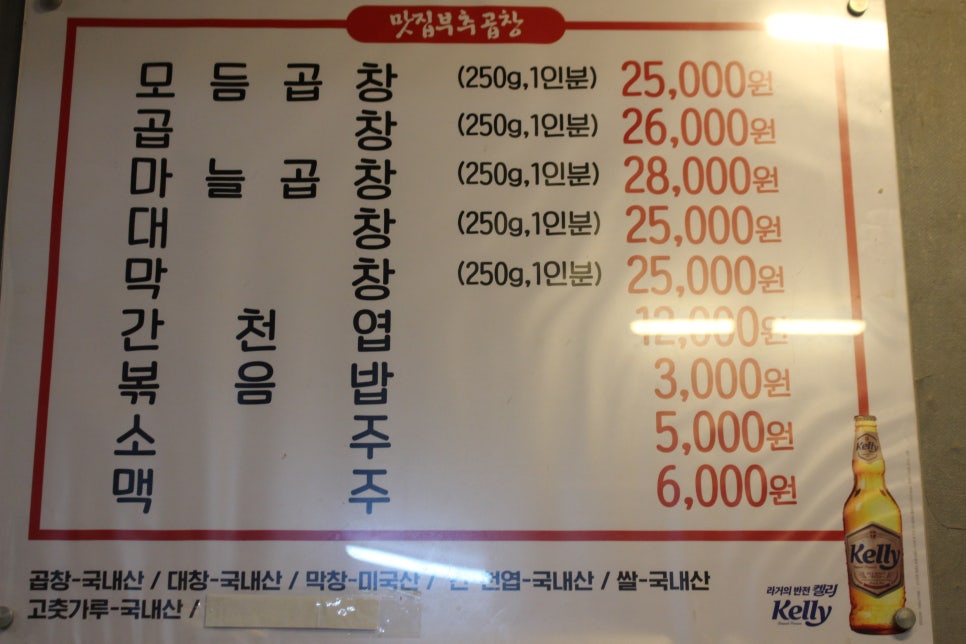 맛집부추곱창
모듬곱창 (250g,1인분) 25,000원
곱창 (250g,1인분) 26,000원
마늘곱창 (250g,1인분) 28,000원
대창 (250g,1인분) 25,000원
막창 (250g,1인분) 25,000원
간천엽 12,000원
볶음밥 3,000원
소주 5,000원
맥주 6,000원
곱창-국내산 / 대창-국내산 / 막창-미국산 / 천엽-국내산 / 쌀-국내산
고춧가루-국내산 /
라거의 반전 켈리
Kelly
Kelly
Kelly